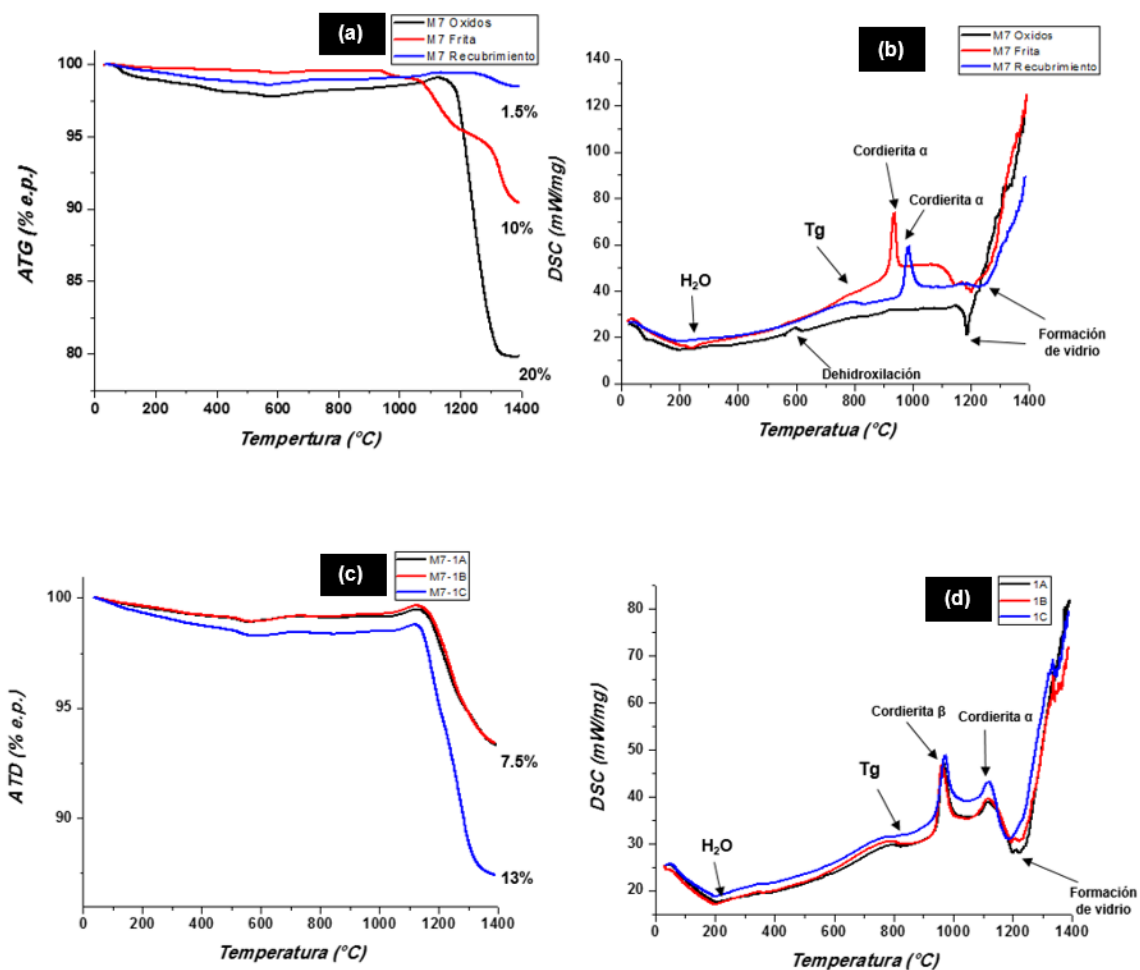 (a)
M7 Oxidos
M7 Frita
M7 Recubrimiento
100
95
90
85
80
1.5%
10%
20%
ATG (% e.p.)
0 200 400 600 800 1000 1200 1400
Tempertura (°C)
(b)
M7 Oxidos
M7 Frita
M7 Recubrimiento
140
120
100
80
60
40
20
0
DSC (mW/mg)
Cordierita α
Cordierita α
Tg
H₂O
Dehidroxilación
Formación
de vidrio
0 200 400 600 800 1000 1200 1400
Temperatua (°C)
(c)
M7-1A
M7-1B
M7-1C
100
95
90
7.5%
13%
ATD (% e.p.)
0 200 400 600 800 1000 1200 1400
Temperatura (°C)
(d)
1A
1B
1C
80
70
60
50
40
30
20
DSC (mW/mg)
Cordierita β
Cordierita α
Tg
H₂O
Formación
de vidrio
0 200 400 600 800 1000 1200 1400
Temperatura (°C)